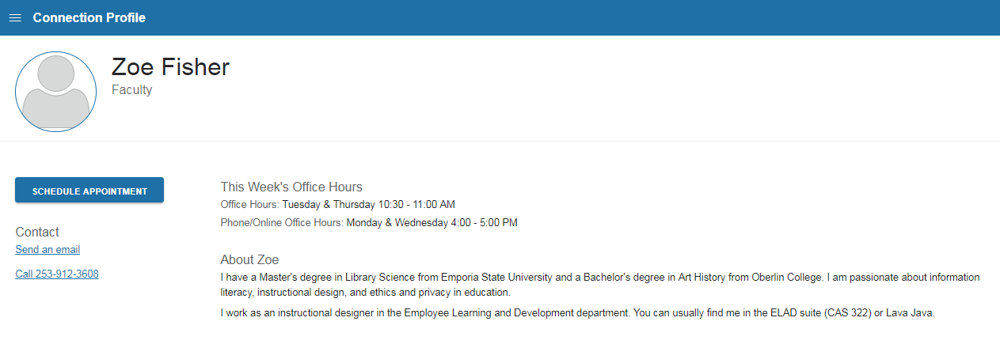 Connection Profile
Zoe Fisher
Faculty
SCHEDULE APPOINTMENT
Contact
Send an email
Call 253-912-3608
This Week's Office Hours
Office Hours: Tuesday & Thursday 10:30 - 11:00 AM
Phone/Online Office Hours: Monday & Wednesday 4:00 - 5:00 PM
About Zoe
I have a Master's degree in Library Science from Emporia State University and a Bachelor's degree in Art History from Oberlin College. I am passionate about information
literacy, instructional design, and ethics and privacy in education.
I work as an instructional designer in the Employee Learning and Development department. You can usually find me in the ELAD suite (CAS 322) or Lava Java.